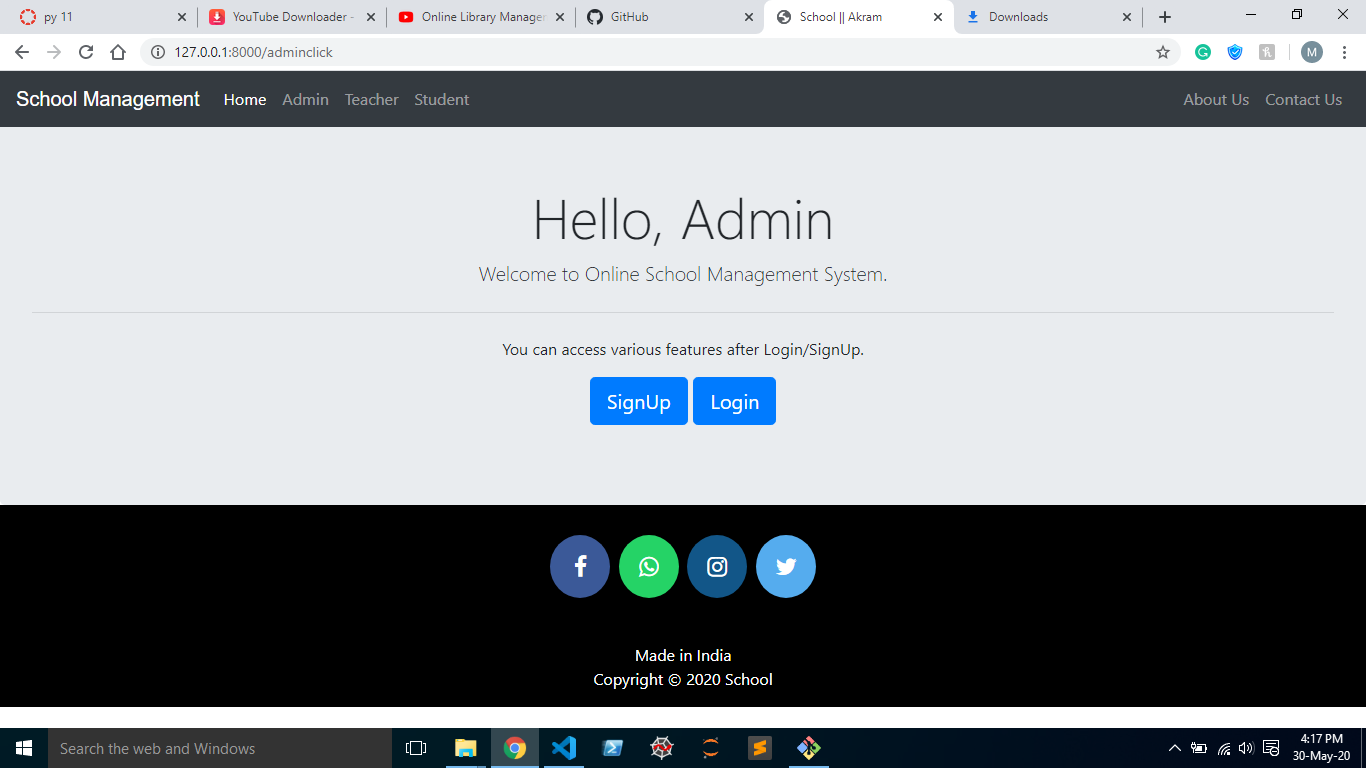 py 11
YouTube Downloader -
Online Library Manager
GitHub
School || Akram
Downloads
127.0.0.1:8000/adminclick
M
School Management
Home
Admin
Teacher
Student
About Us
Contact Us
Hello, Admin
Welcome to Online School Management System.
You can access various features after Login/SignUp.
SignUp
Login
Made in India
Copyright © 2020 School
Search the web and Windows
4:17 PM
30-May-20